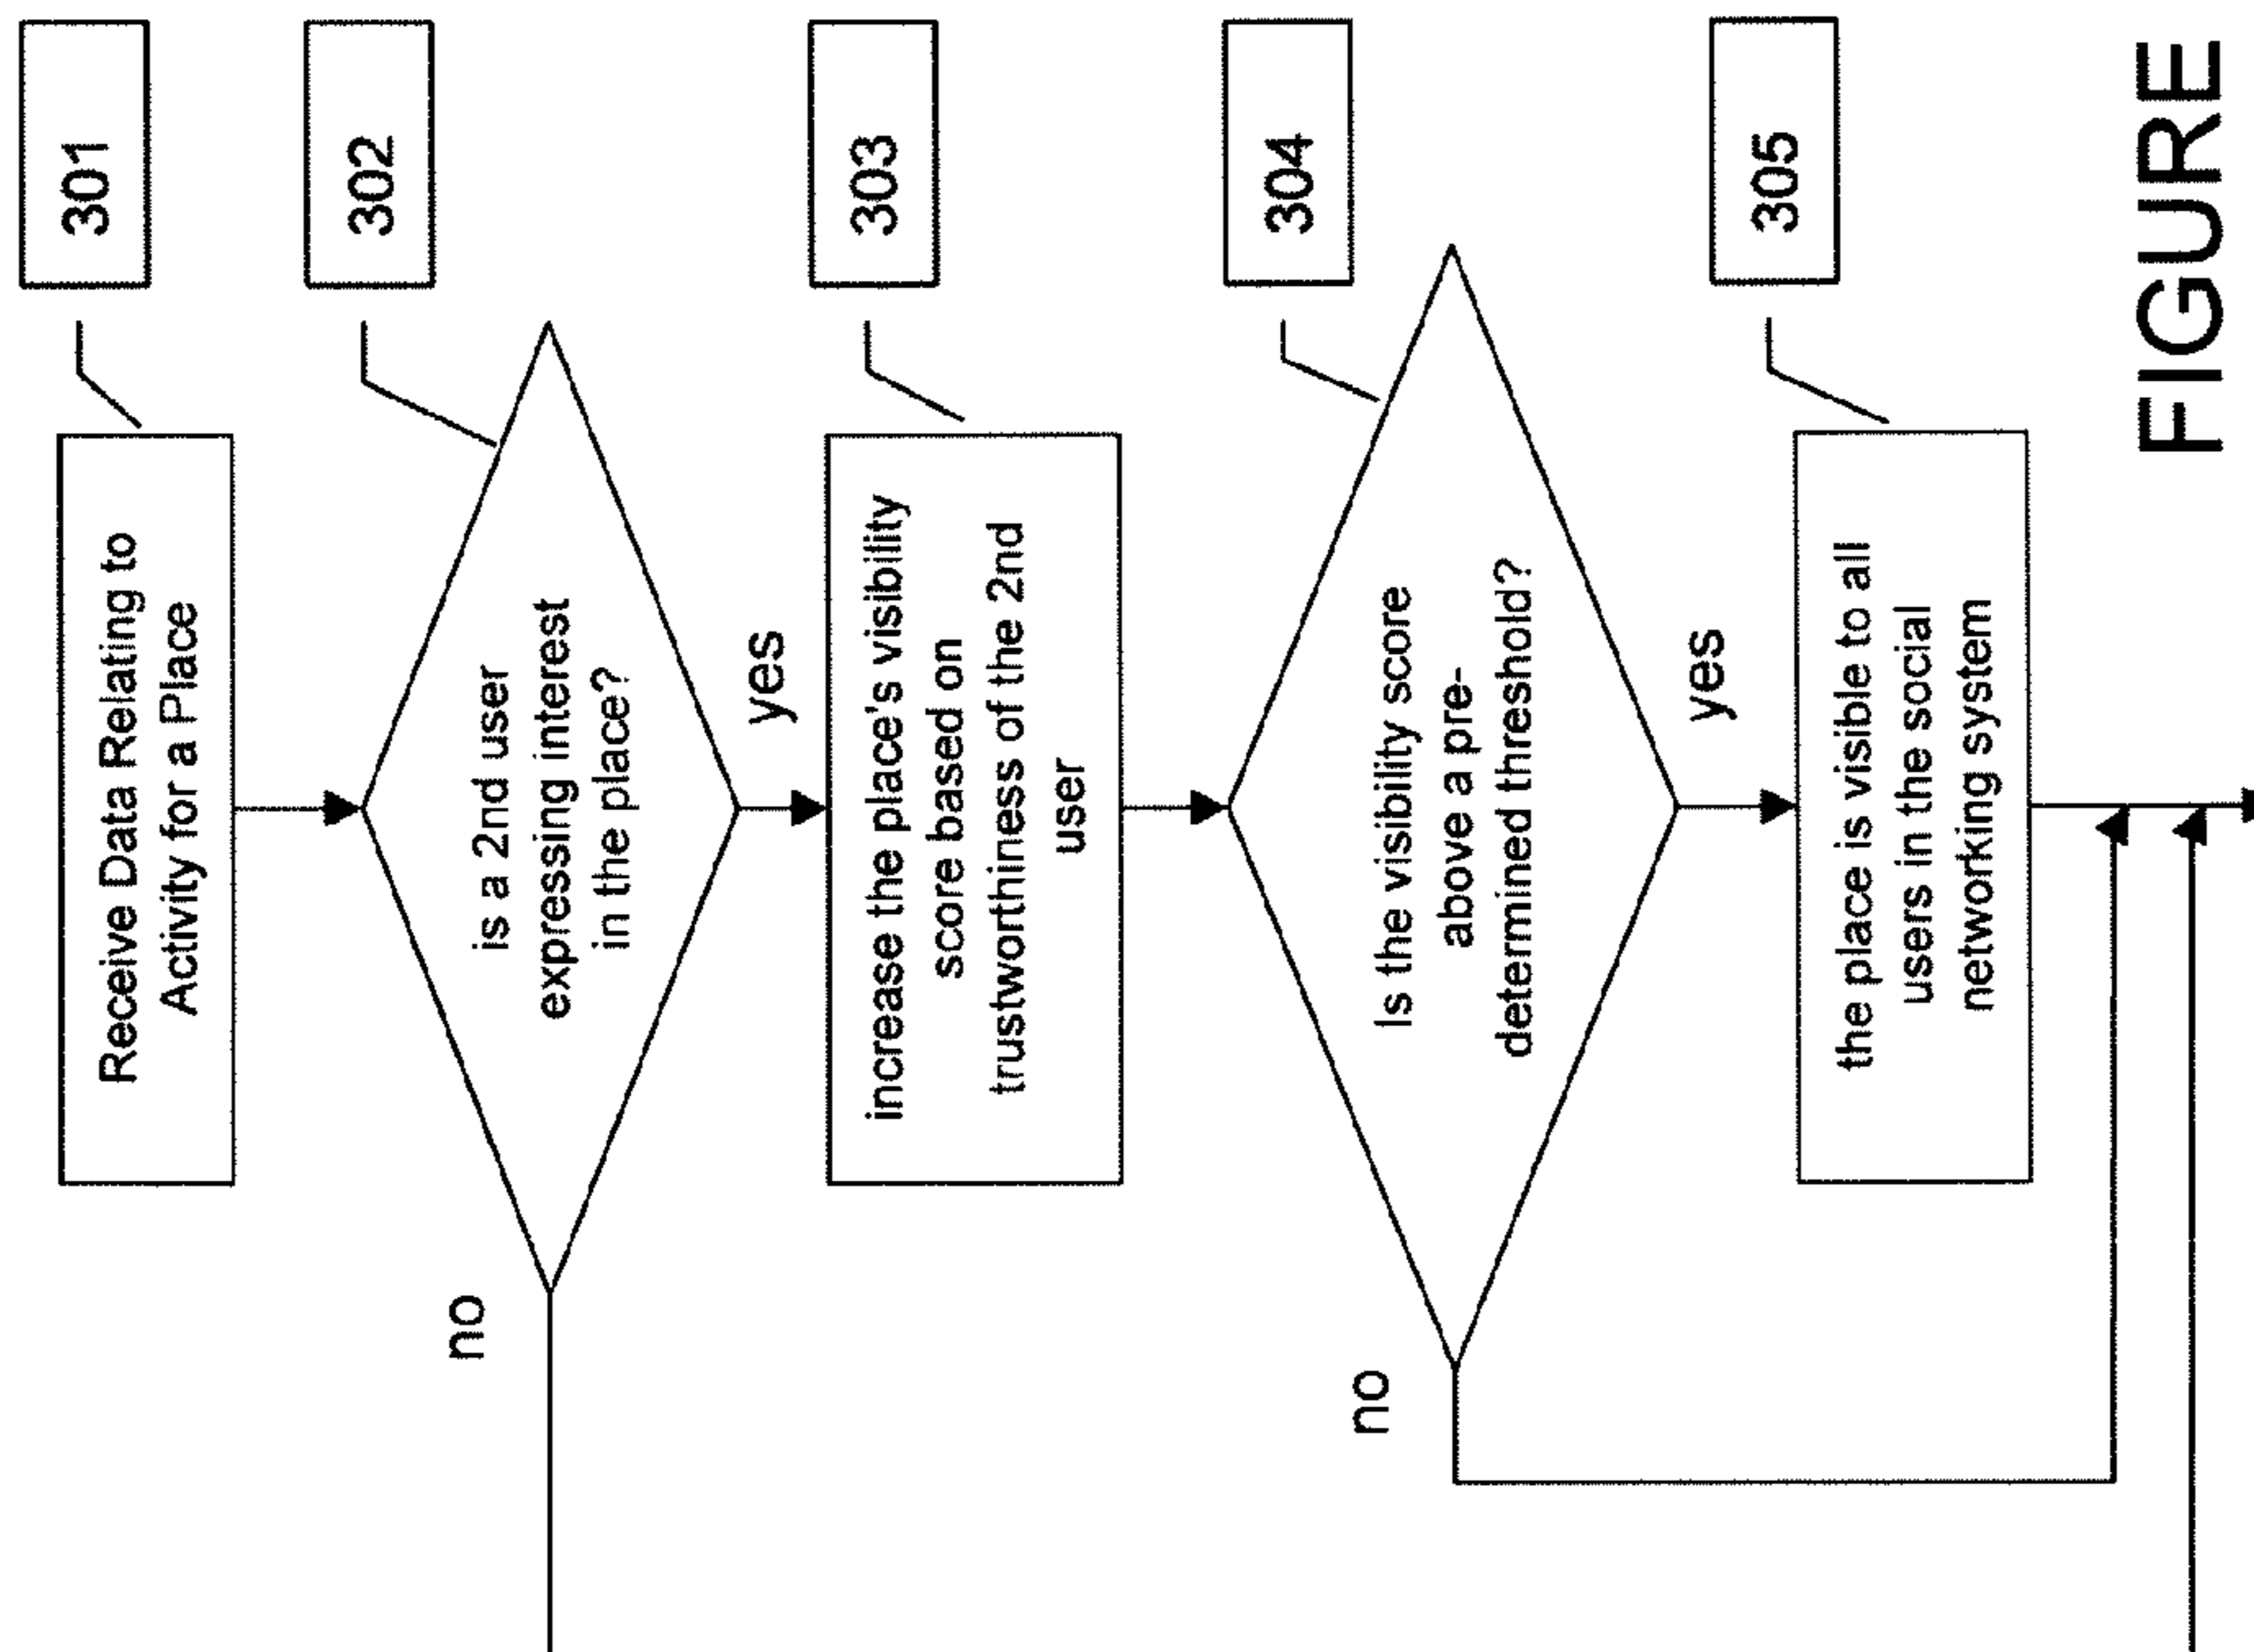 301
Receive Data Relating to
Activity for a Place
302
is a 2nd user
expressing interest
in the place?
no
yes
303
increase the place's visibility
score based on
trustworthiness of the 2nd
user
304
Is the visibility score
above a pre-
determined threshold?
no
yes
305
the place is visible to all
users in the social
networking system
FIGURE